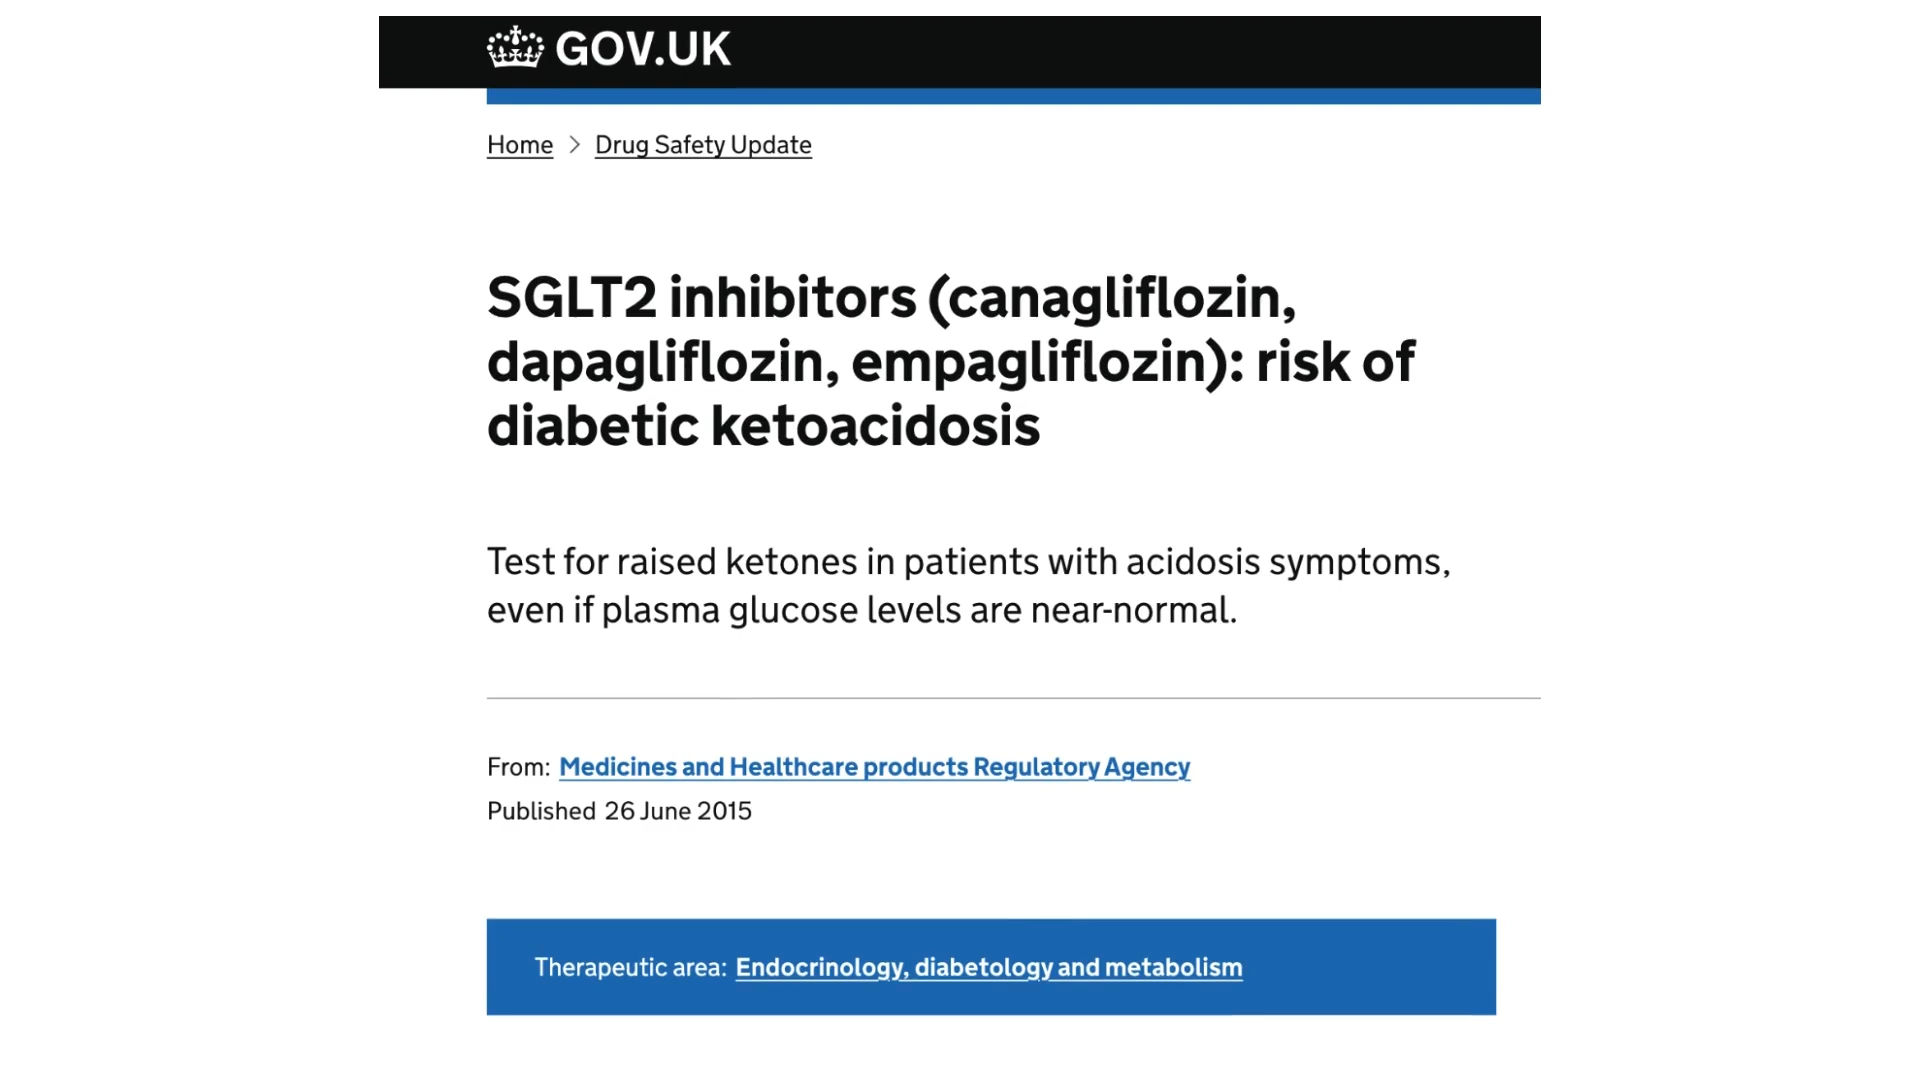 GOV.UK
Home > Drug Safety Update
SGLT2 inhibitors (canagliflozin,
dapagliflozin, empagliflozin): risk of
diabetic ketoacidosis
Test for raised ketones in patients with acidosis symptoms,
even if plasma glucose levels are near-normal.
From: Medicines and Healthcare products Regulatory Agency
Published 26 June 2015
Therapeutic area: Endocrinology, diabetology and metabolism